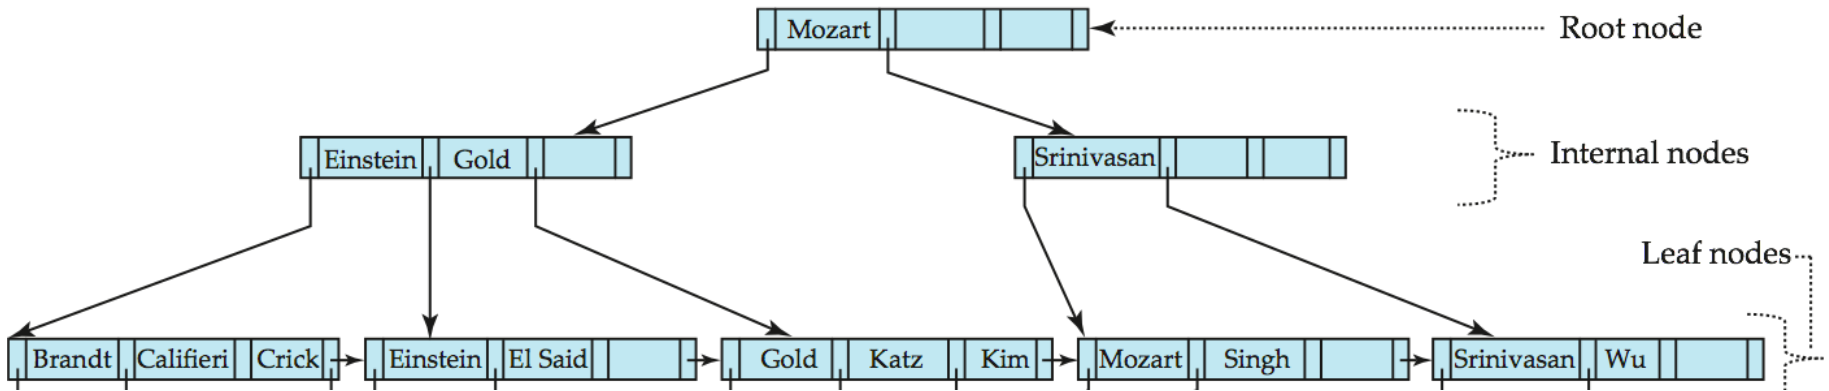 Mozart
Root node
Einstein Gold
Srinivasan
Internal nodes
Leaf nodes
Brandt Califieri Crick Einstein El Said Gold Katz Kim Mozart Singh Srinivasan Wu